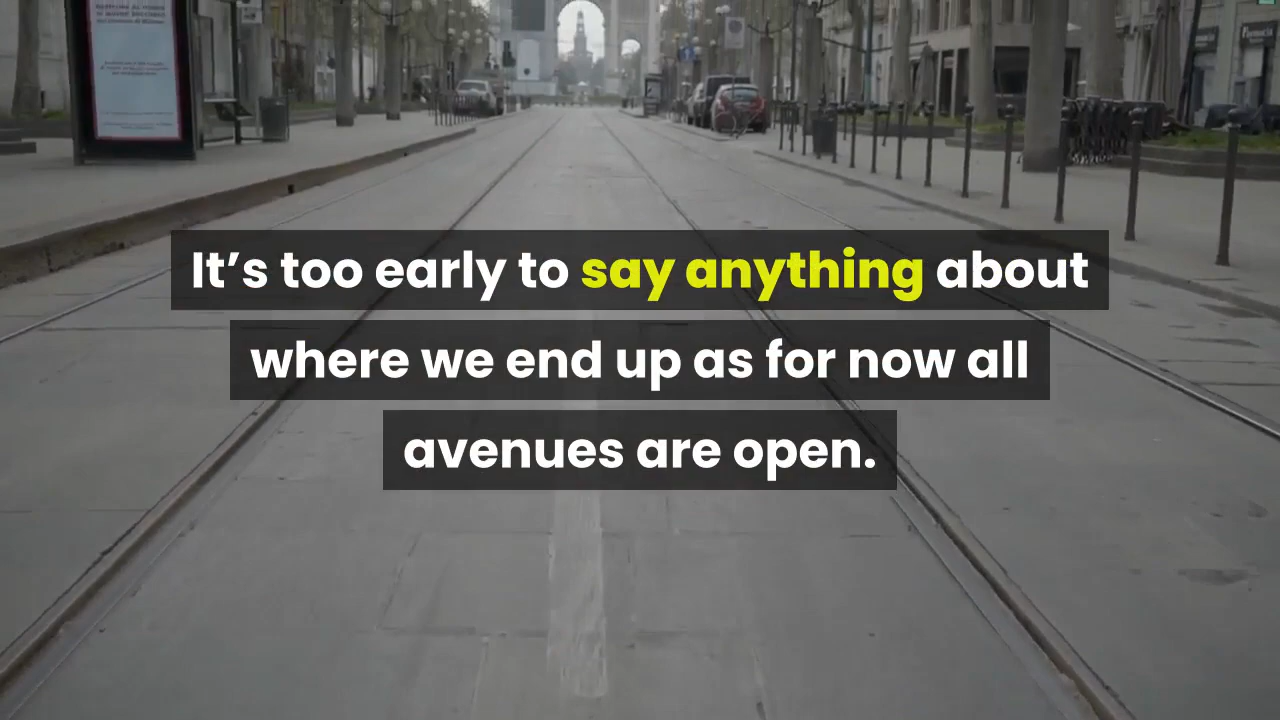 It’s too early to say anything about
where we end up as for now all
avenues are open.